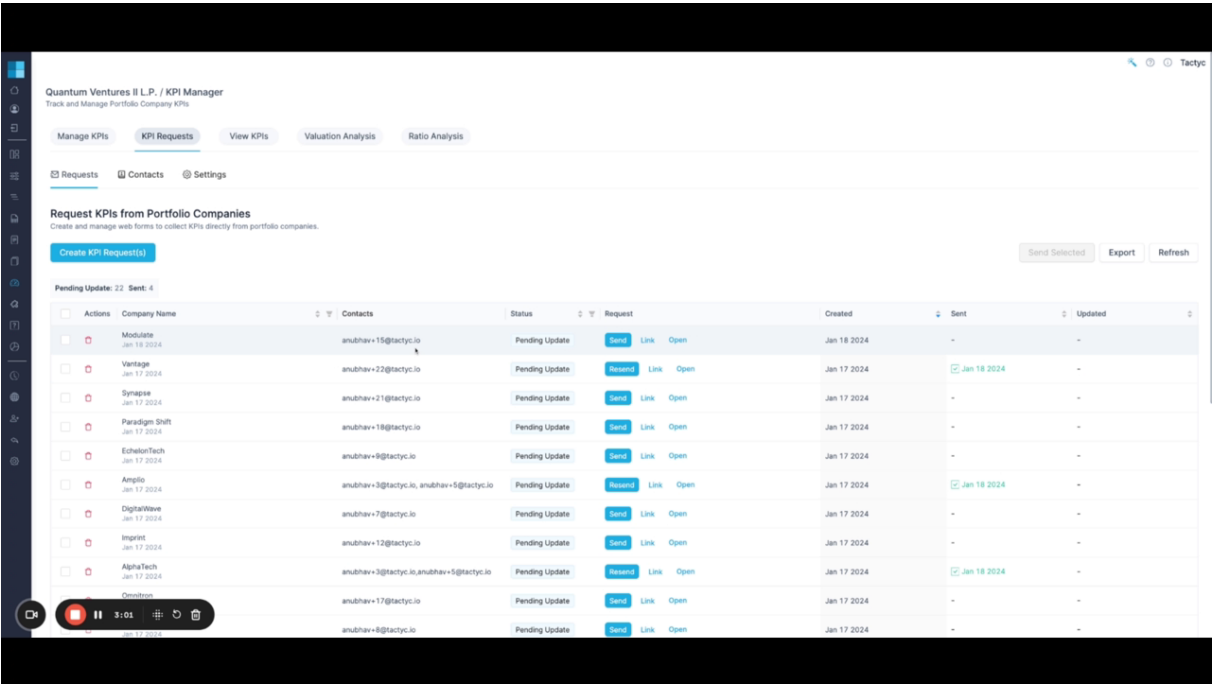 Tactyc
Quantum Ventures II L.P. / KPI Manager
Track and Manage Portfolio Company KPIs
Manage KPIs KPI Requests View KPIs Valuation Analysis Ratio Analysis
Requests Contacts Settings
Request KPIs from Portfolio Companies
Create and manage web forms to collect KPIs directly from portfolio companies.
Create KPI Request(s) Send Selected Export Refresh
Pending Update: 22 Sent: 4
Actions Company Name Contacts Status Request Created Sent Updated
Modulate
Jan 18 2024 anubhav+15@tactyc.io Pending Update Send Link Open Jan 18 2024 - -
Vantage
Jan 17 2024 anubhav+22@tactyc.io Pending Update Resend Link Open Jan 17 2024 Jan 18 2024 -
Synapse
Jan 17 2024 anubhav+21@tactyc.io Pending Update Send Link Open Jan 17 2024 - -
Paradigm Shift
Jan 17 2024 anubhav+18@tactyc.io Pending Update Send Link Open Jan 17 2024 - -
EchelonTech
Jan 17 2024 anubhav+9@tactyc.io Pending Update Send Link Open Jan 17 2024 - -
Amplio
Jan 17 2024 anubhav+3@tactyc.io, anubhav+5@tactyc.io Pending Update Resend Link Open Jan 17 2024 Jan 18 2024 -
DigitalWave
Jan 17 2024 anubhav+7@tactyc.io Pending Update Send Link Open Jan 17 2024 - -
Imprint
Jan 17 2024 anubhav+12@tactyc.io Pending Update Send Link Open Jan 17 2024 - -
AlphaTech
Jan 17 2024 anubhav+3@tactyc.io,anubhav+5@tactyc.io Pending Update Resend Link Open Jan 17 2024 Jan 18 2024 -
Omnitron
anubhav+17@tactyc.io Pending Update Send Link Open Jan 17 2024 - -
3:01
Jan 17 2024 anubhav+8@tactyc.io Pending Update Send Link Open Jan 17 2024 - -